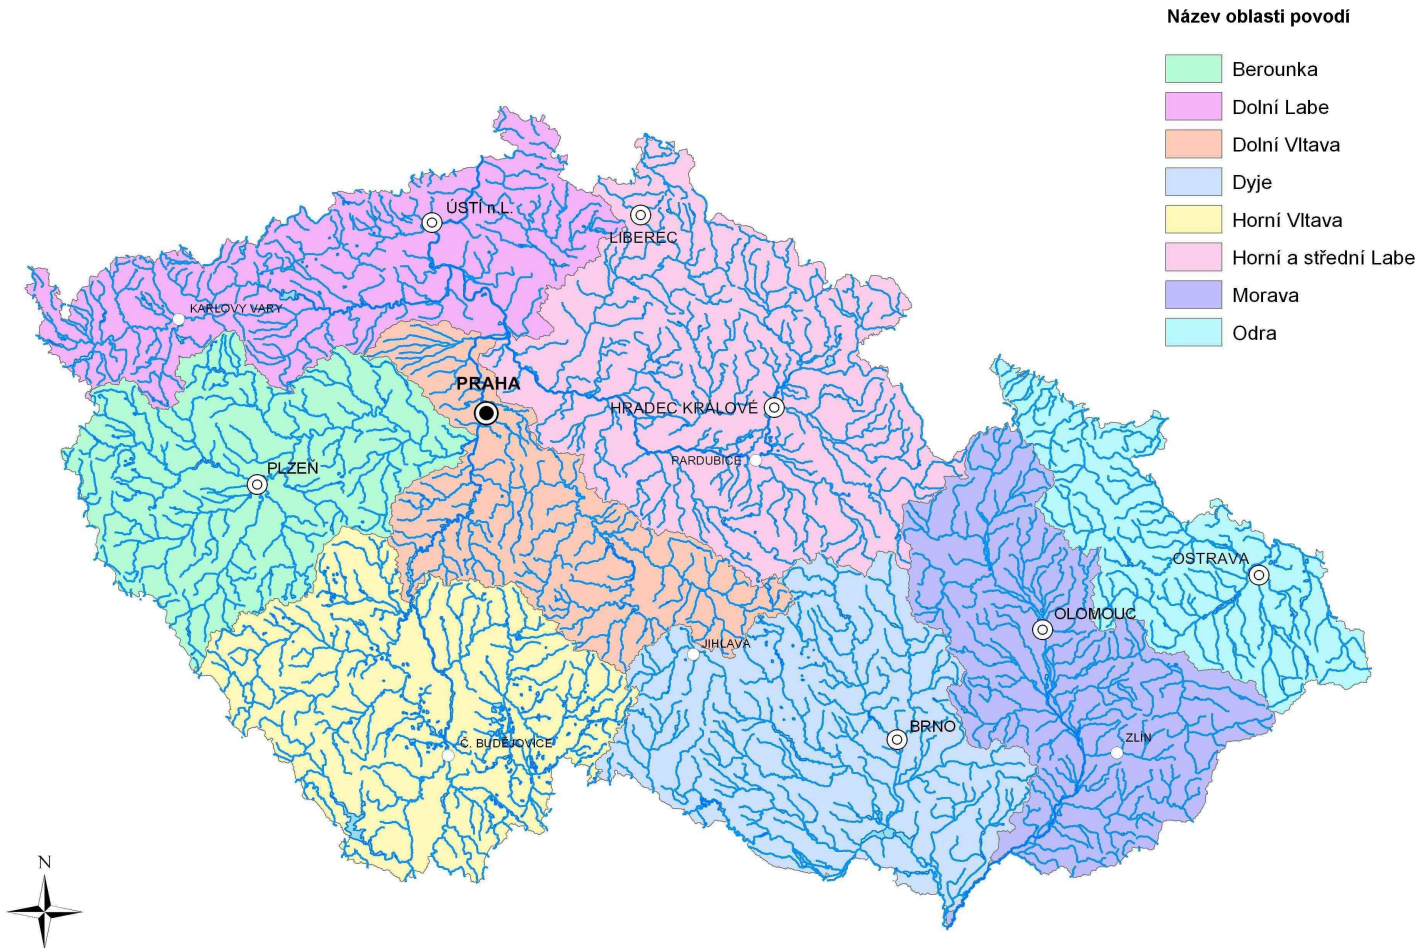 Název oblasti povodí
Berounka
Dolní Labe
Dolní Vltava
Dyje
Horní Vltava
Horní a střední Labe
Morava
Odra
ÚSTÍ n.L.
LIBEREC
KARLOVY VARY
PRAHA
HRADEC KRÁLOVÉ
PARDUBICE
PLZEŇ
OSTRAVA
OLOMOUC
JIHLAVA
BRNO
ZLÍN
Č. BUDĚJOVICE
N